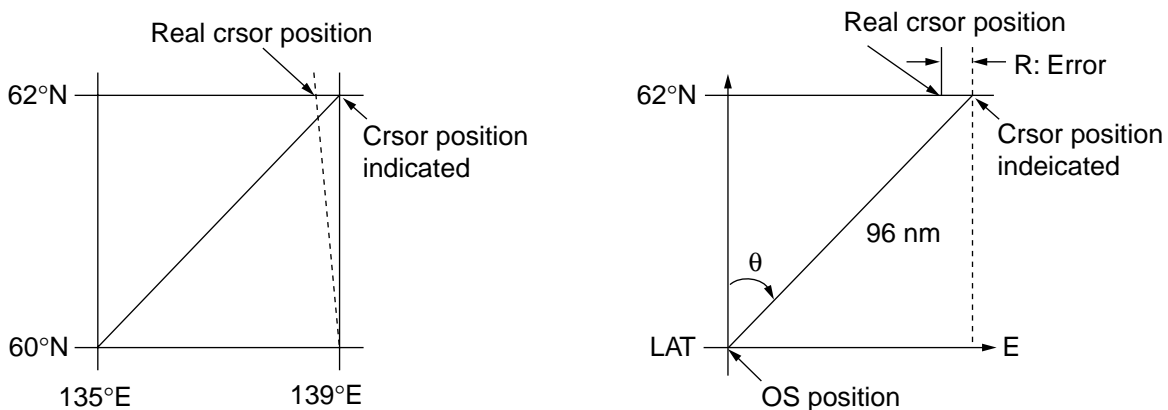 Real crsor position
62°N
Crsor position
indicated
60°N
135°E
139°E
Real crsor position
R: Error
62°N
Crsor position
indeicated
96 nm
θ
LAT
E
OS position